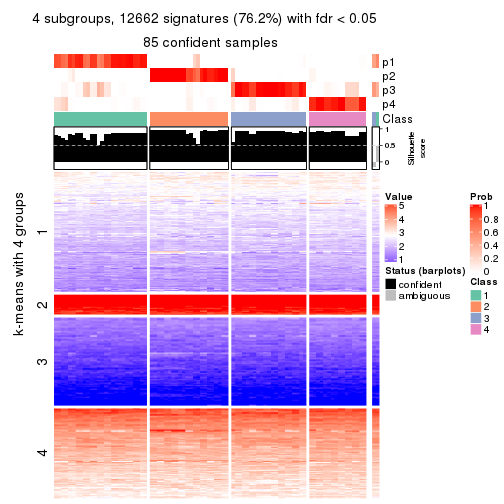 4 subgroups, 12662 signatures (76.2%) with fdr < 0.05
85 confident samples
p1
p2
p3
p4
Class
1
0.5
0
Silhouette
score
k-means with 4 groups
1
2
3
4
Value
5
4
3
2
1
Status (barplots)
confident
ambiguous
Prob
1
0.8
0.6
0.4
0.2
0
Class
1
2
3
4